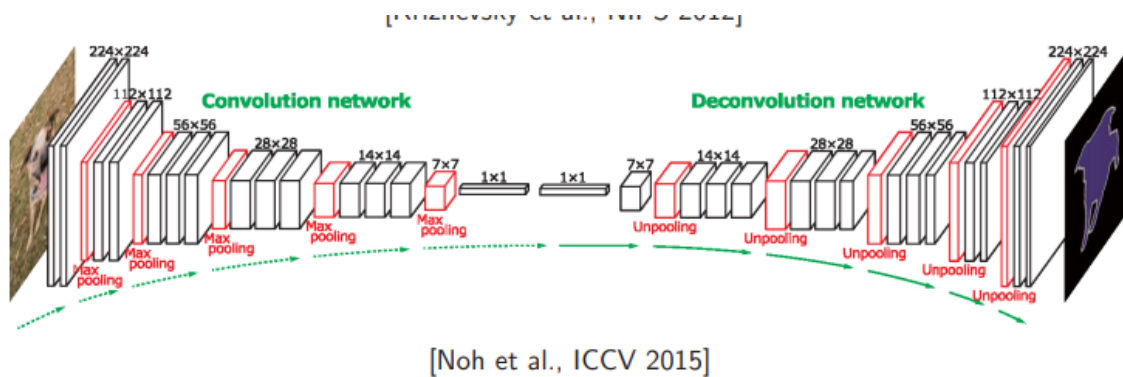 224×224
112×112
56×56
28×28
14×14
7×7
1×1
1×1
7×7
14×14
28×28
56×56
112×112
224×224
Convolution network
Deconvolution network
Max
pooling
Max
pooling
Max
pooling
Max
pooling
Max
pooling
Unpooling
Unpooling
Unpooling
Unpooling
Unpooling
[Noh et al., ICCV 2015]